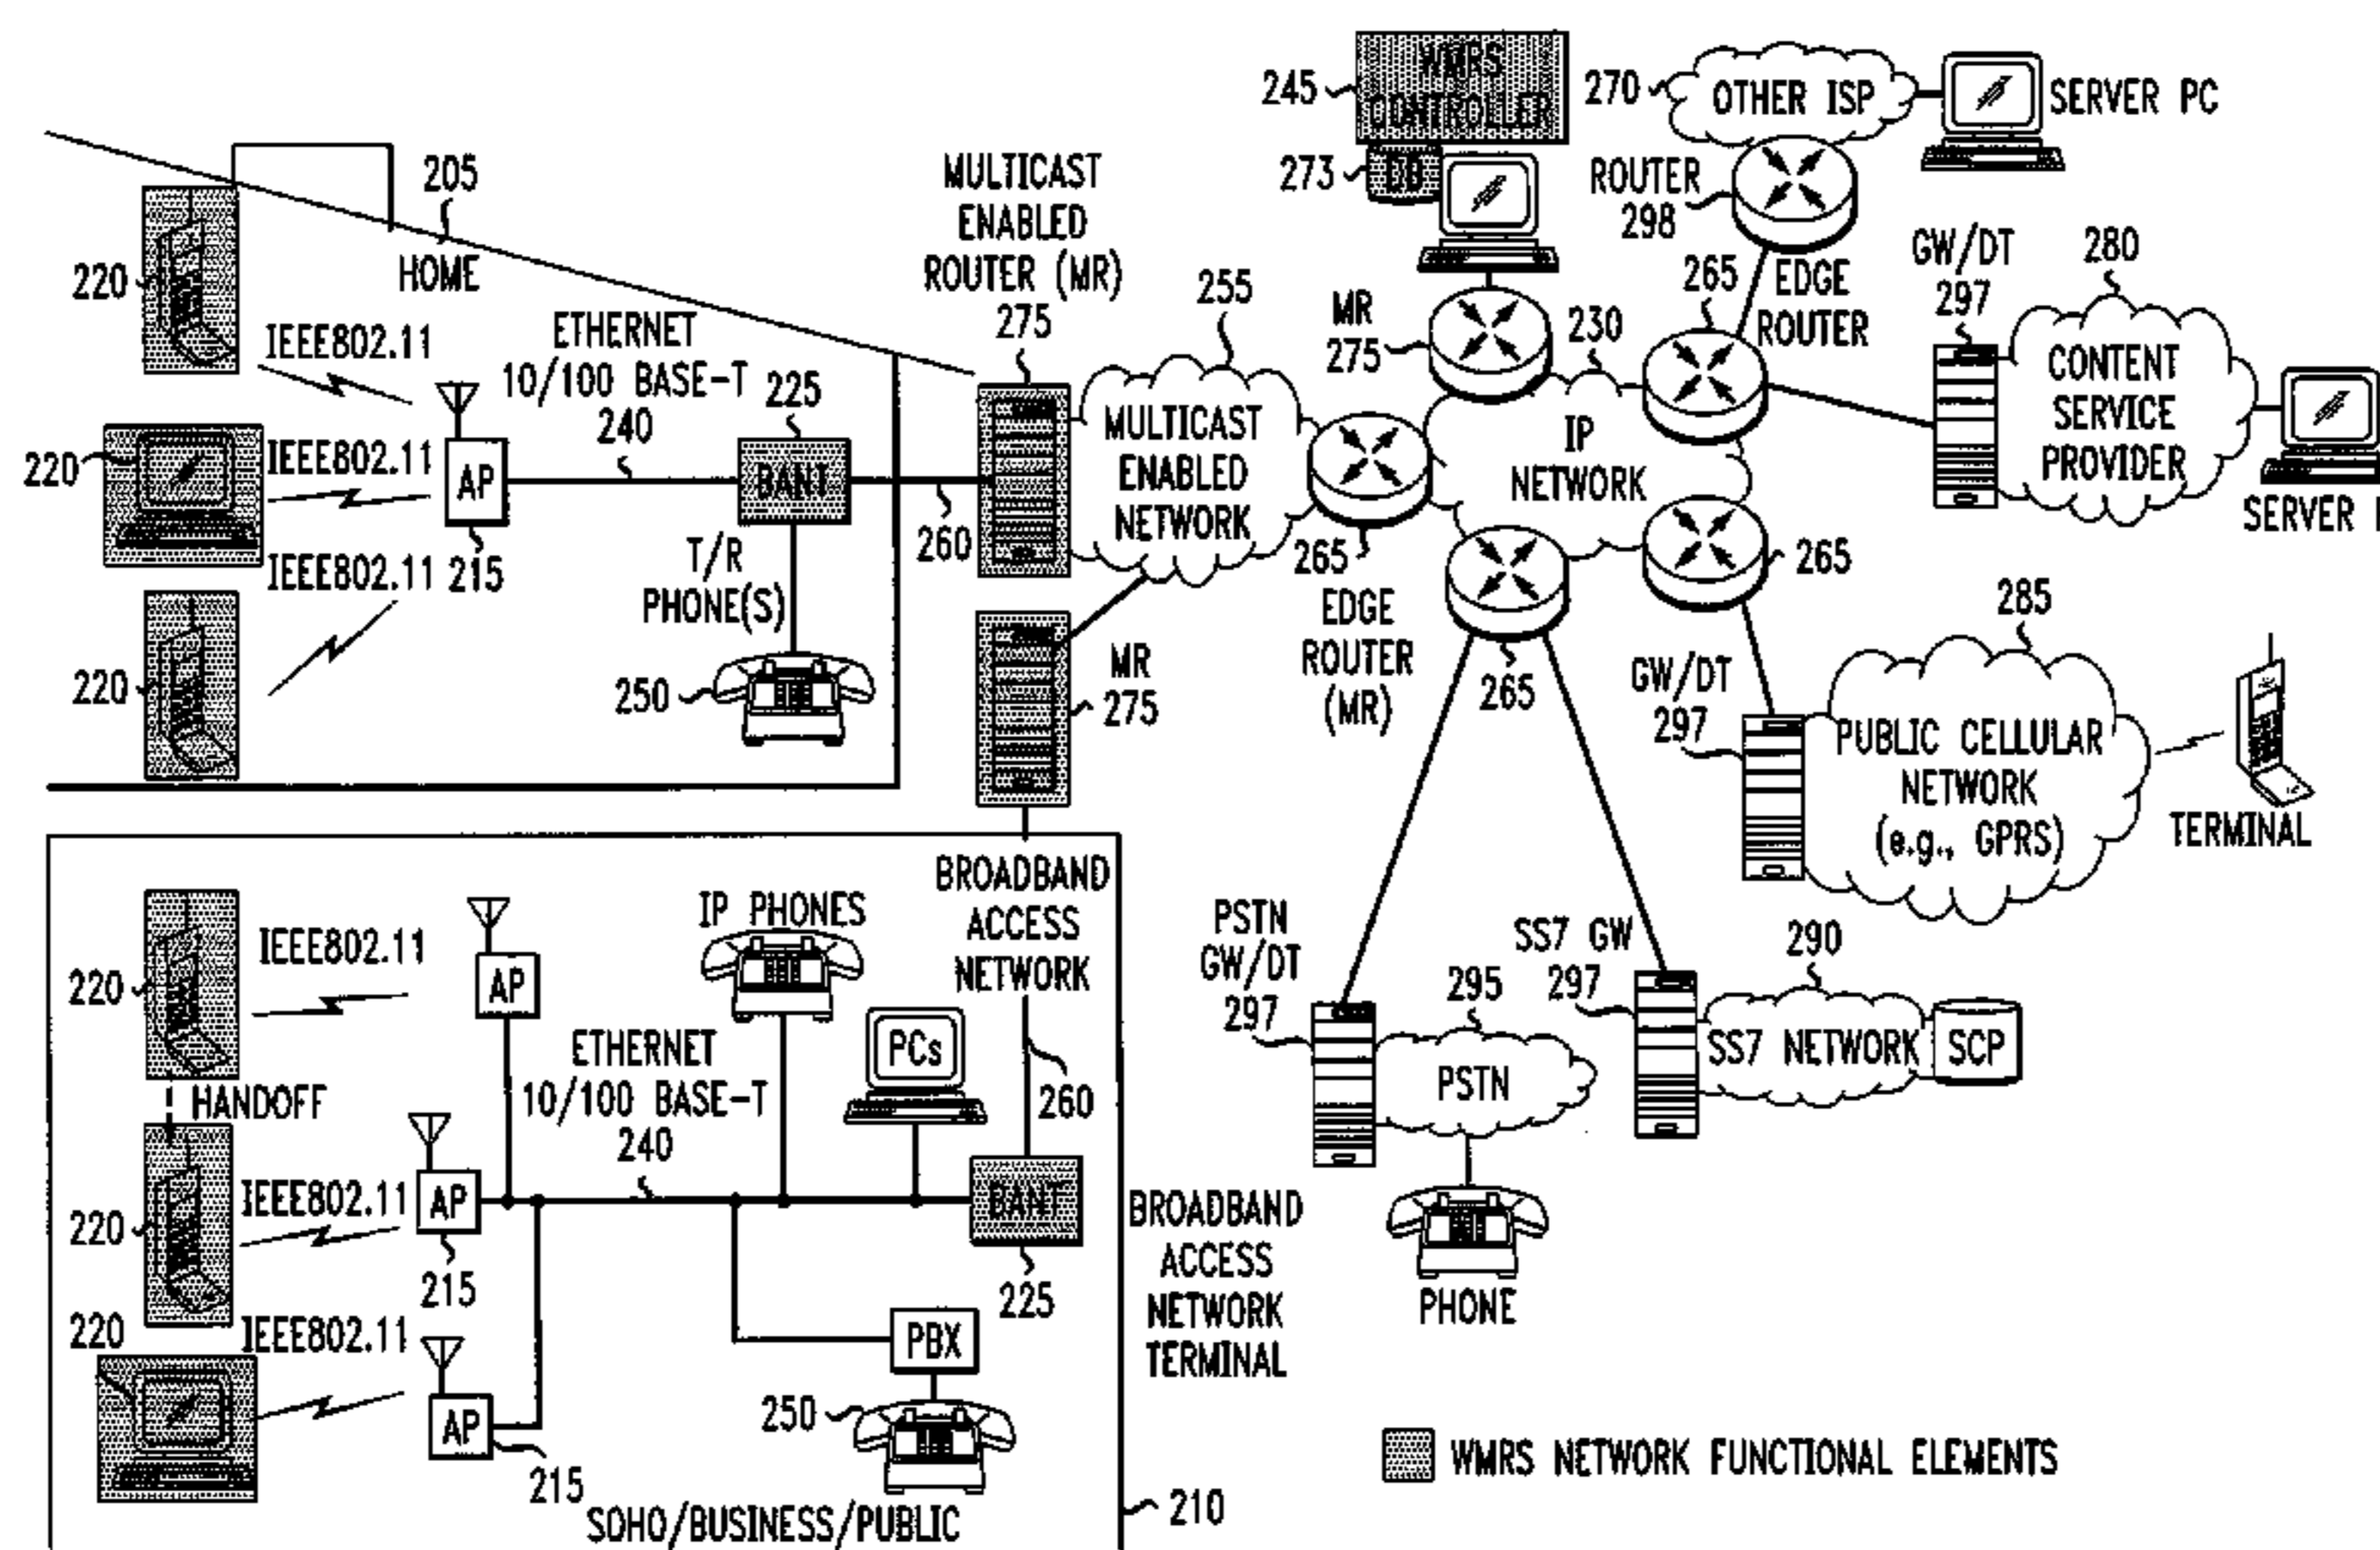 205
HOME
220
IEEE802.11
ETHERNET
10/100 BASE-T
240
225
220
IEEE802.11
AP
BANT
260
IEEE802.11
215
T/R
PHONE(S)
250
220
MULTICAST
ENABLED
ROUTER (MR)
275
255
MULTICAST
ENABLED
NETWORK
MR
275
245
WMRS
CONTROLLER
273
MR
275
230
IP
NETWORK
265
EDGE
ROUTER
(MR)
270
OTHER ISP
SERVER PC
ROUTER
298
265
EDGE
ROUTER
GW/DT
297
280
CONTENT
SERVICE
PROVIDER
SERVER
265
265
GW/DT
297
285
PUBLIC CELLULAR
NETWORK
(e.g., GPRS)
TERMINAL
PSTN
GW/DT
297
295
PSTN
PHONE
SS7 GW
297
290
SS7 NETWORK
SCP
BROADBAND
ACCESS
NETWORK
260
220
IEEE802.11
AP
IP PHONES
PCs
HANDOFF
ETHERNET
10/100 BASE-T
240
220
IEEE802.11
AP
215
BANT
225
BROADBAND
ACCESS
NETWORK
TERMINAL
220
IEEE802.11
AP
215
PBX
250
SOHO/BUSINESS/PUBLIC
210
WMRS NETWORK FUNCTIONAL ELEMENTS